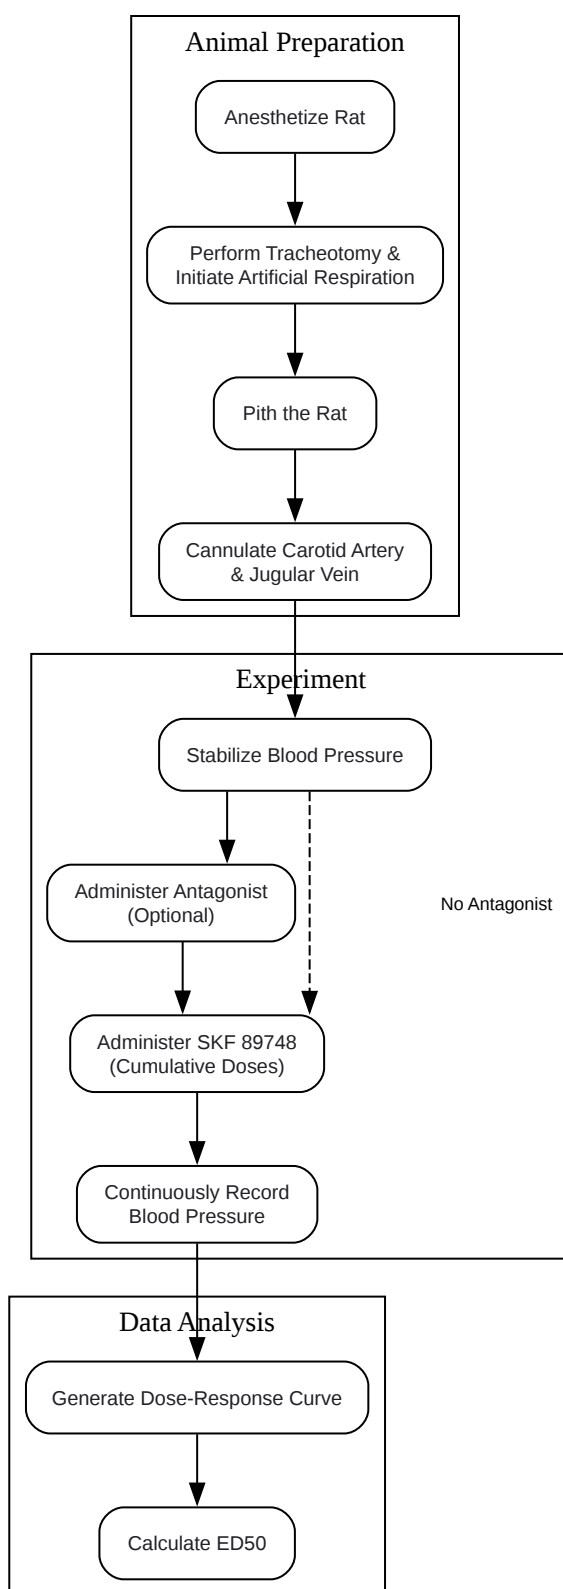 Animal Preparation
Anesthetize Rat
Perform Tracheotomy &
Initiate Artificial Respiration
Pith the Rat
Cannulate Carotid Artery
& Jugular Vein
Experiment
Stabilize Blood Pressure
Administer Antagonist
(Optional)
No Antagonist
Administer SKF 89748
(Cumulative Doses)
Continuously Record
Blood Pressure
Data Analysis
Generate Dose-Response Curve
Calculate ED50